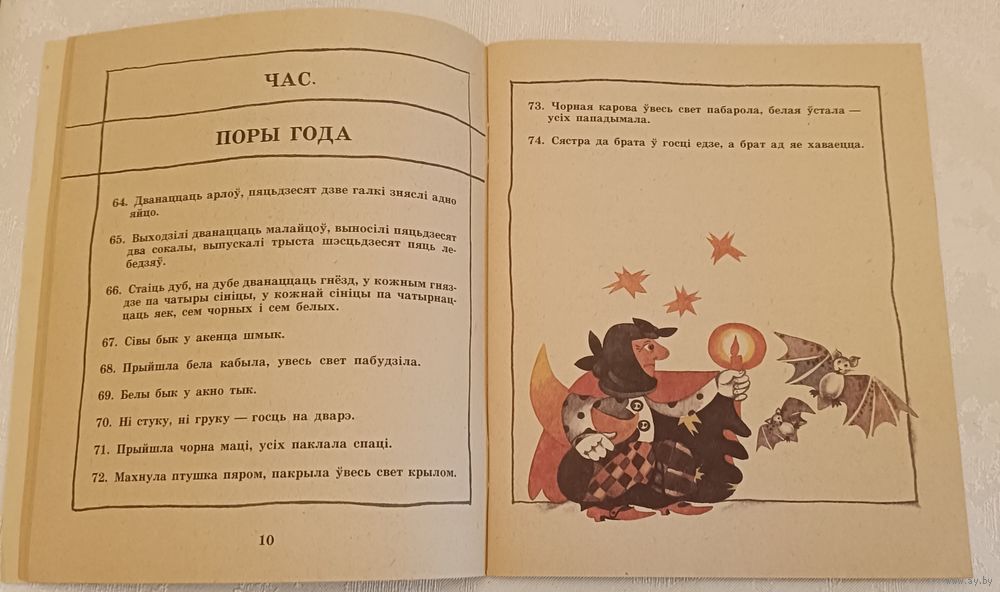 ЧАС.
ПОРЫ ГОДА
64. Дванаццаць арлоў, пяцьдзесят дзве галкі зняслі адно
яйцо.
65. Выходзілі дванаццаць малайцоў, выносілі пяцьдзесят
два сокалы, выпускалі трыста шэсцьдзесят пяць ле-
бедзяў.
66. Стаіць дуб, на дубе дванаццаць гнёзд, у кожным гняз-
дзе па чатыры сініцы, у кожнай сініцы па чатырнац-
цаць яек, сем чорных і сем белых.
67. Сівы бык у акенца шмык.
68. Прыйшла бела кабыла, увесь свет пабудзіла.
69. Белы бык у акно тык.
70. Ні стуку, ні груку — госць на дварэ.
71. Прыйшла чорна маці, усіх паклала спаці.
72. Махнула птушка пяром, пакрыла ўвесь свет крылом.
10
73. Чорная карова ўвесь свет пабарола, белая ўстала —
усіх пападымала.
74. Сястра да брата ў госці едзе, а брат ад яе хаваецца.
www.ay.by